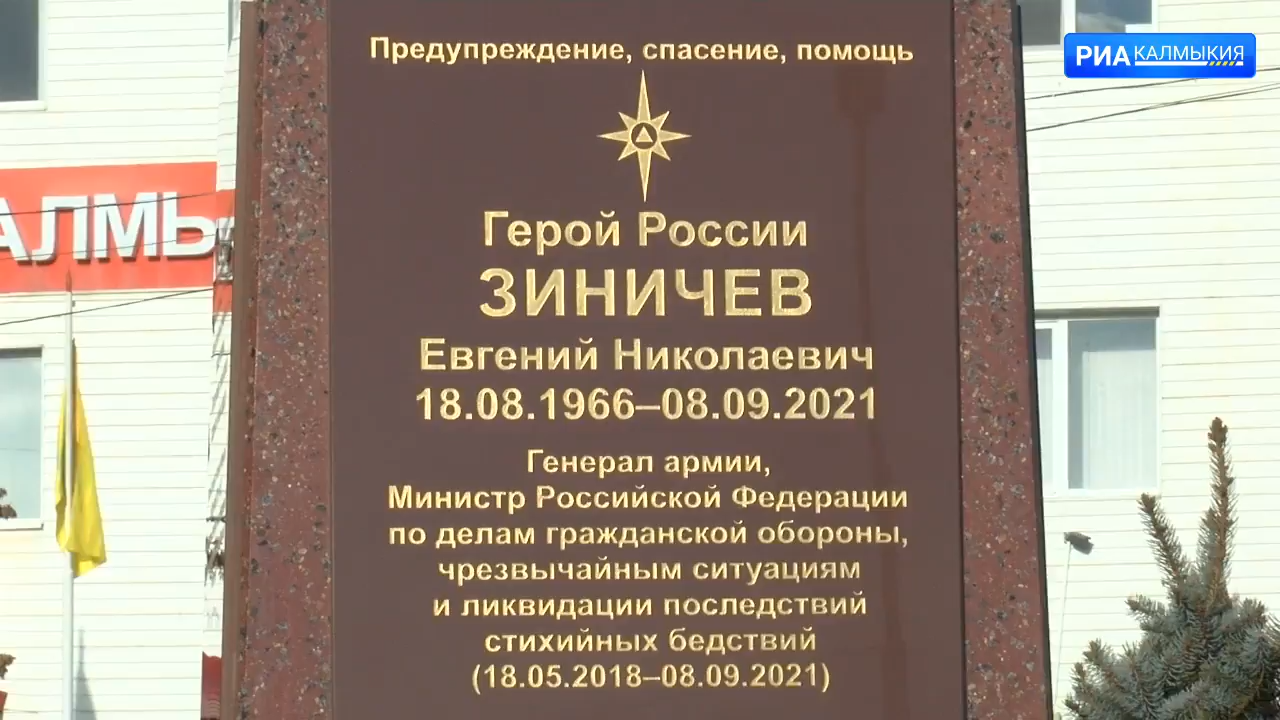 Предупреждение, спасение, помощь
РИА КАЛМЫКИЯ
АЛМЫ
Герой России
ЗИНИЧЕВ
Евгений Николаевич
18.08.1966–08.09.2021
Генерал армии,
Министр Российской Федерации
по делам гражданской обороны,
чрезвычайным ситуациям
и ликвидации последствий
стихийных бедствий
(18.05.2018–08.09.2021)